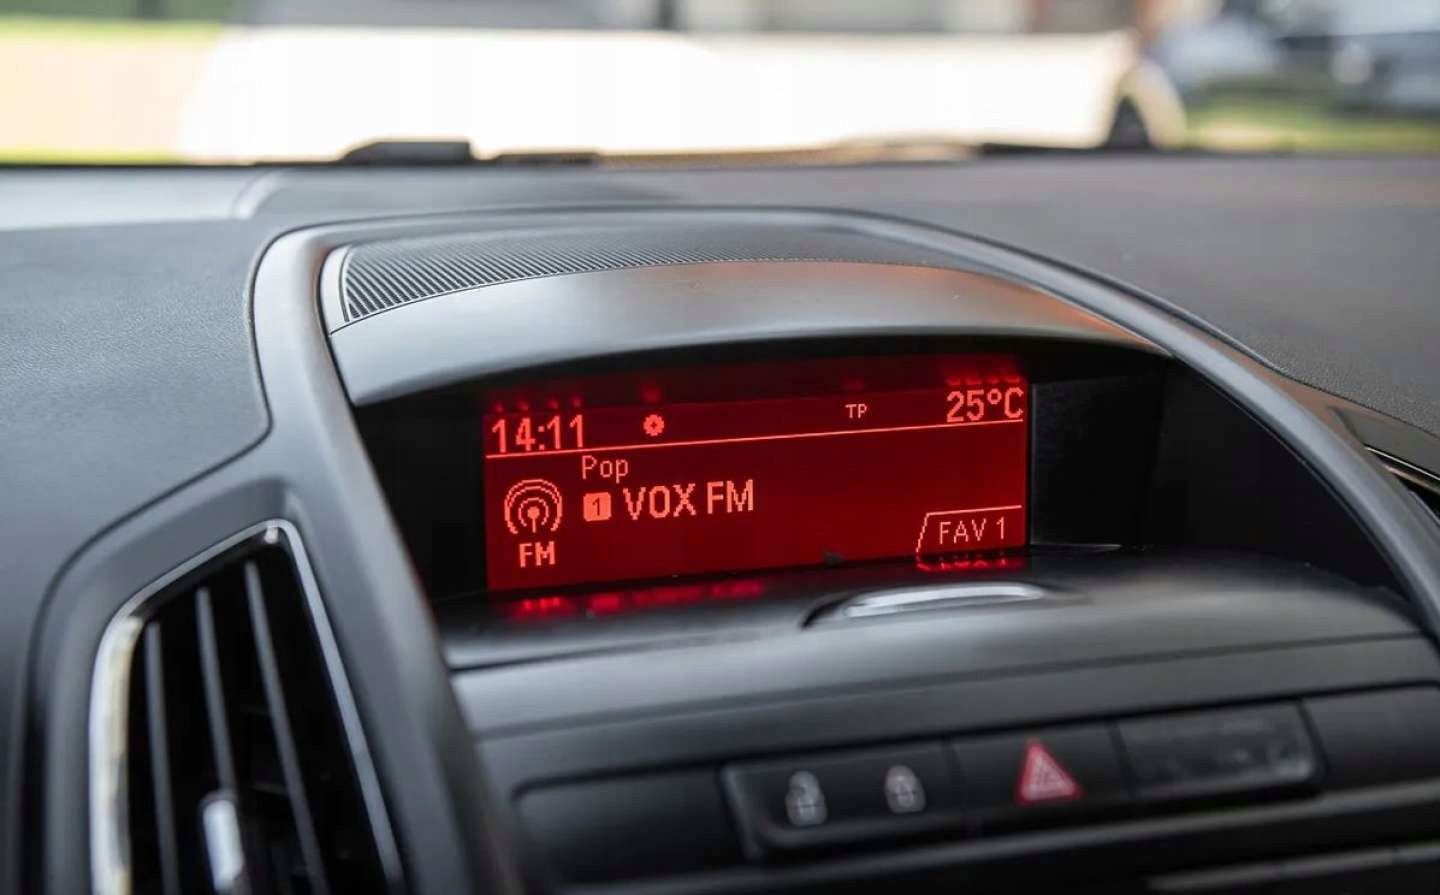 14:11 TP 25°C
Pop
1 VOX FM
FM
FAV 1